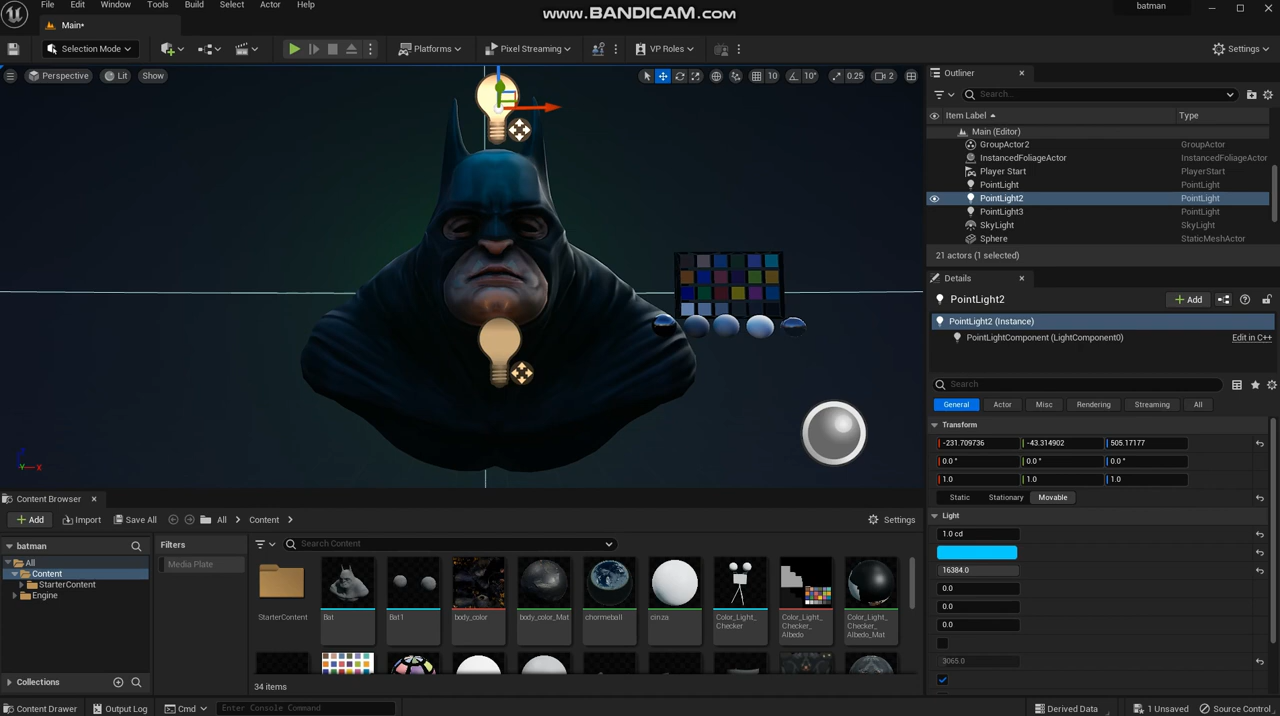 File
Edit
Window
Tools
Build
Select
Actor
Help
www.BANDICAM.com
batman
Main•
Selection Mode
Platforms
Pixel Streaming
VP Roles
Settings
Perspective
Lit
Show
10
10°
0.25
2
Outliner
Search...
Item Label
Type
Main (Editor)
GroupActor2 GroupActor
InstancedFoliageActor InstancedFoliageActor
Player Start PlayerStart
PointLight PointLight
PointLight2 PointLight
PointLight3 PointLight
SkyLight SkyLight
Sphere StaticMeshActor
21 actors (1 selected)
Details
PointLight2
Add
PointLight2 (Instance)
PointLightComponent (LightComponent0) Edit in C++
Search
General
Actor
Misc
Rendering
Streaming
All
Transform
-231.709736 -43.314902 505.17177
0.0 ° 0.0 ° 0.0 °
1.0 1.0 1.0
Static
Stationary
Movable
Light
1.0 cd
16384.0
0.0
0.0
0.0
3065.0
Z
Y
X
Content Browser
Add
Import
Save All
All
Content
Settings
batman
All
Content
StarterContent
Engine
Collections
Filters
Media Plate
Search Content
StarterContent
Bat
Bat1
body_color
body_color_Mat
chormeball
cinza
Color_Light_
Checker
Color_Light_
Checker_
Albedo
Color_Light_
Checker_
Albedo_Mat
34 items
Content Drawer
Output Log
Cmd
Enter Console Command
Derived Data
1 Unsaved
Source Control